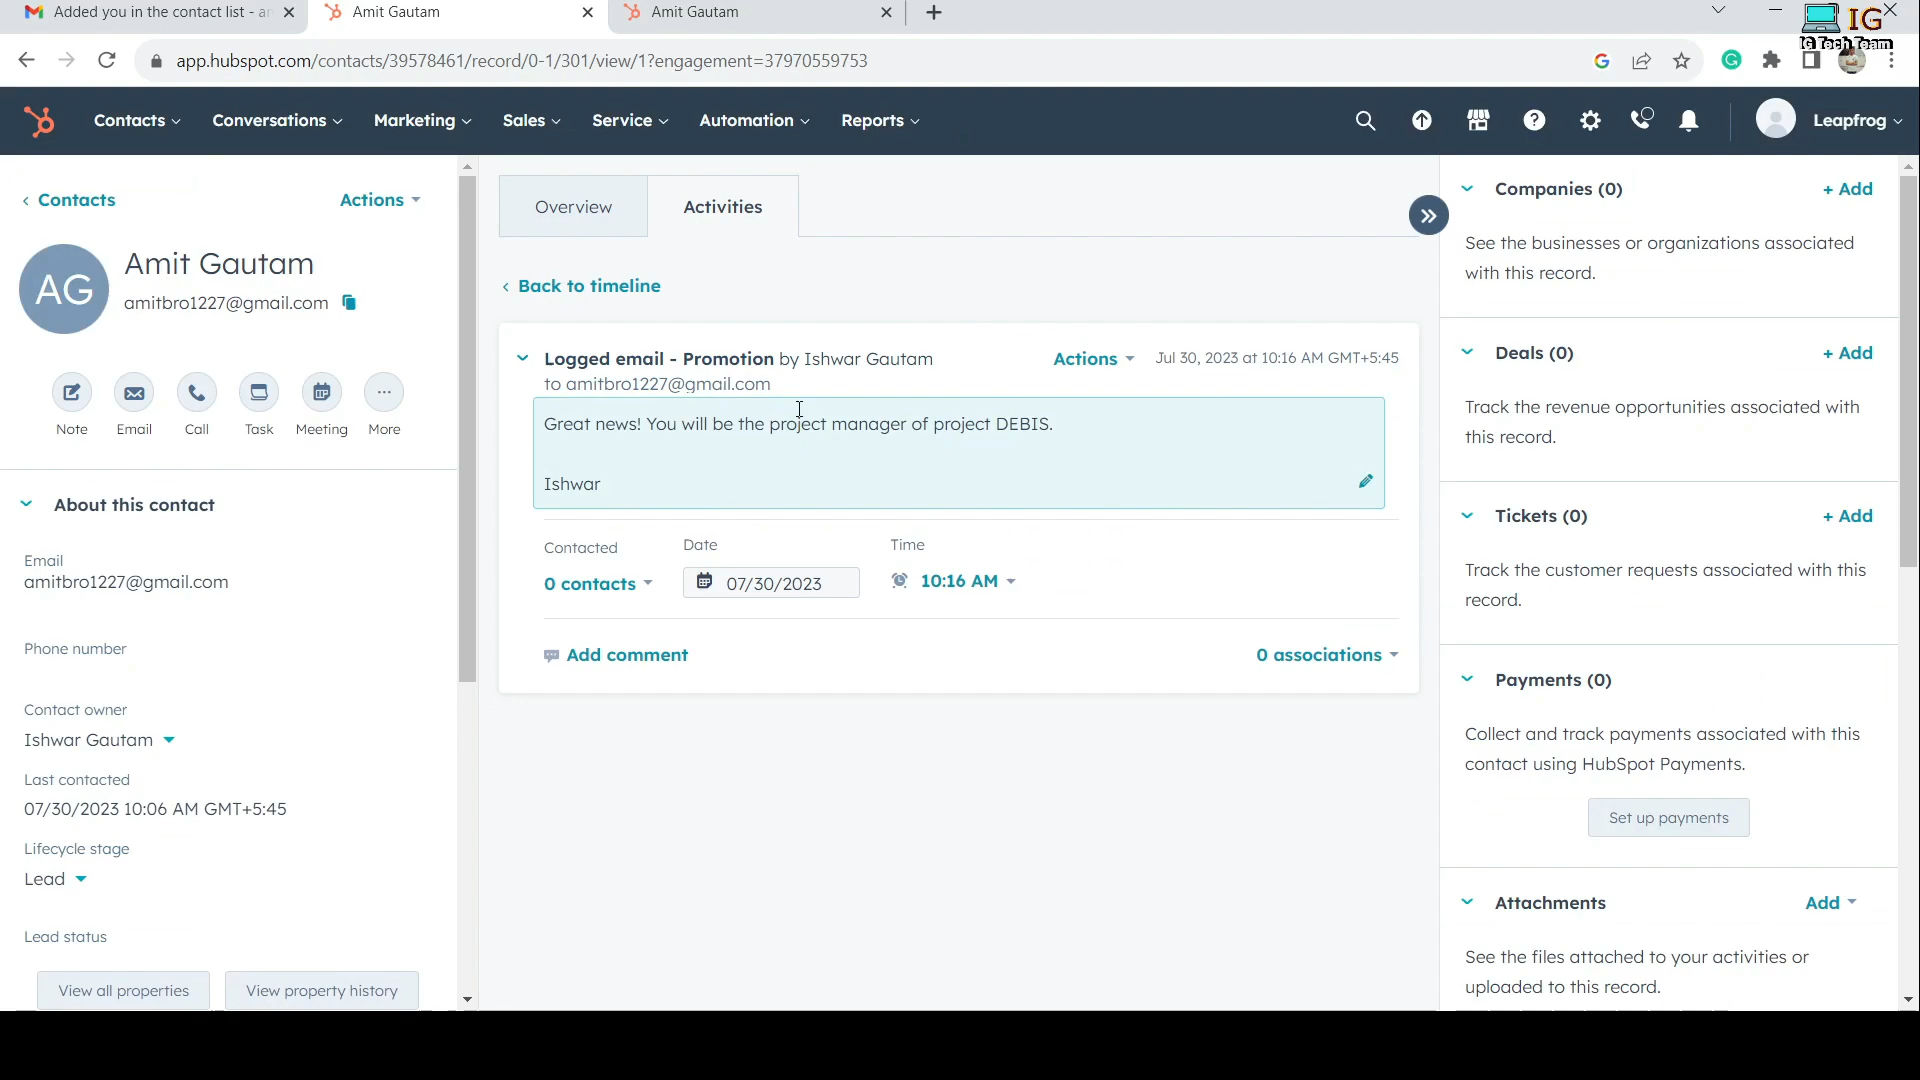 Added you in the contact list - a
Amit Gautam
Amit Gautam
IG
IG Tech Team
app.hubspot.com/contacts/39578461/record/0-1/301/view/1?engagement=37970559753
Contacts
Conversations
Marketing
Sales
Service
Automation
Reports
Leapfrog
Contacts
Actions
AG
Amit Gautam
amitbro1227@gmail.com
Note
Email
Call
Task
Meeting
More
About this contact
Email
amitbro1227@gmail.com
Phone number
Contact owner
Ishwar Gautam
Last contacted
07/30/2023 10:06 AM GMT+5:45
Lifecycle stage
Lead
Lead status
View all properties
View property history
Overview
Activities
Back to timeline
Logged email - Promotion by Ishwar Gautam
Actions
Jul 30, 2023 at 10:16 AM GMT+5:45
to amitbro1227@gmail.com
Great news! You will be the project manager of project DEBIS.
Ishwar
Contacted
Date
Time
0 contacts
07/30/2023
10:16 AM
Add comment
0 associations
Companies (0)
+ Add
See the businesses or organizations associated
with this record.
Deals (0)
+ Add
Track the revenue opportunities associated with
this record.
Tickets (0)
+ Add
Track the customer requests associated with this
record.
Payments (0)
Collect and track payments associated with this
contact using HubSpot Payments.
Set up payments
Attachments
Add
See the files attached to your activities or
uploaded to this record.